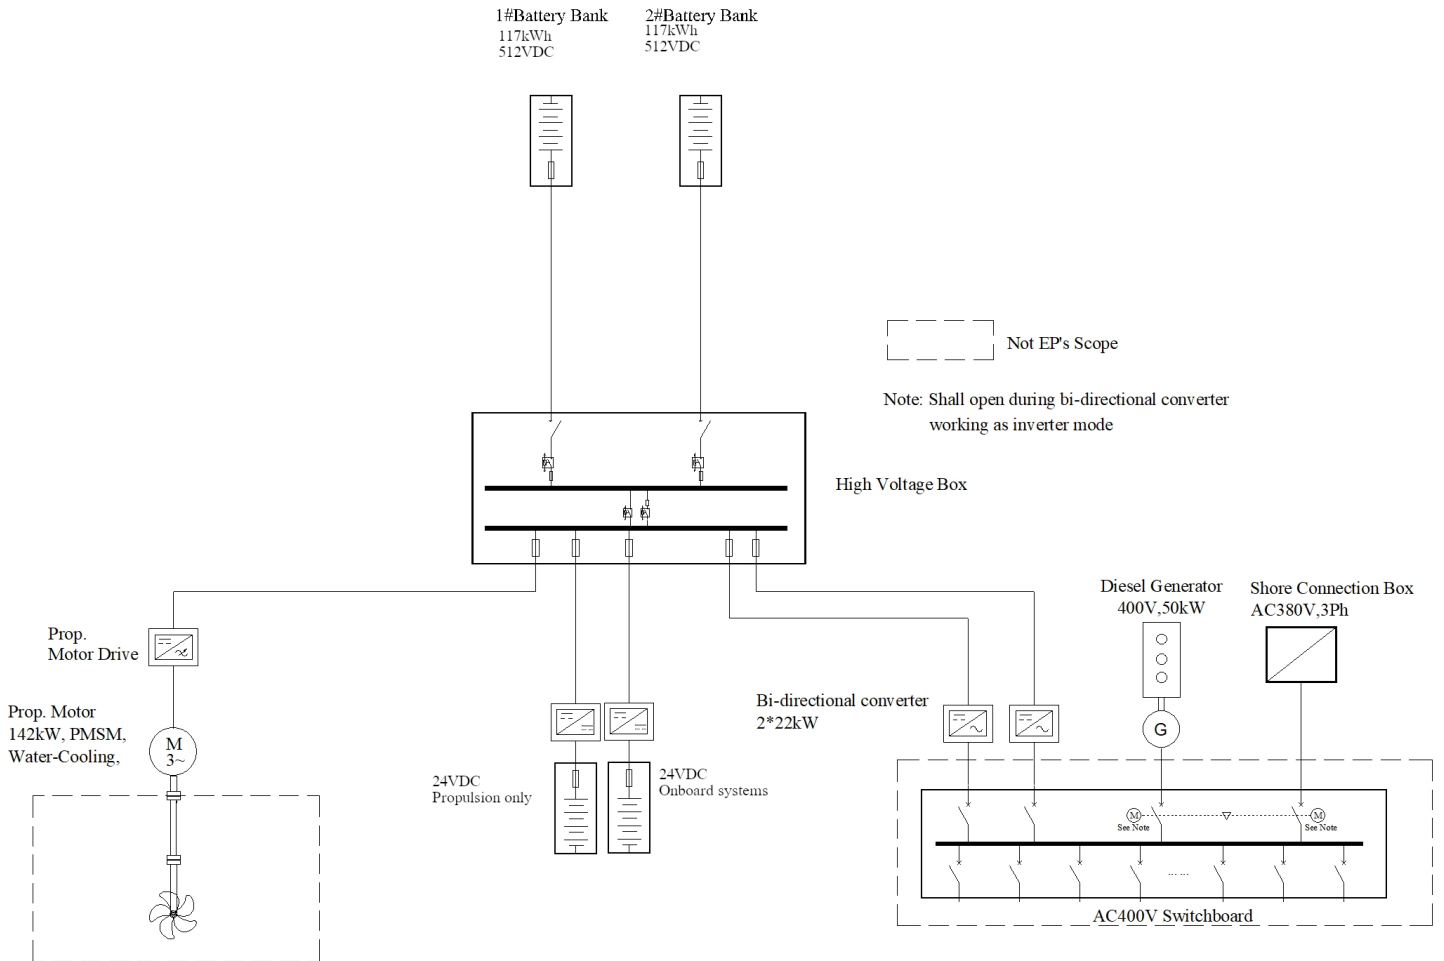 1#Battery Bank
117kWh
512VDC
2#Battery Bank
117kWh
512VDC
Not EP's Scope
Note: Shall open during bi-directional converter
working as inverter mode
High Voltage Box
Diesel Generator
400V,50kW
Shore Connection Box
AC380V,3Ph
Prop.
Motor Drive
Prop. Motor
142kW, PMSM,
Water-Cooling,
M
3~
Bi-directional converter
2*22kW
G
24VDC
Propulsion only
24VDC
Onboard systems
M
See Note
M
See Note
AC400V Switchboard